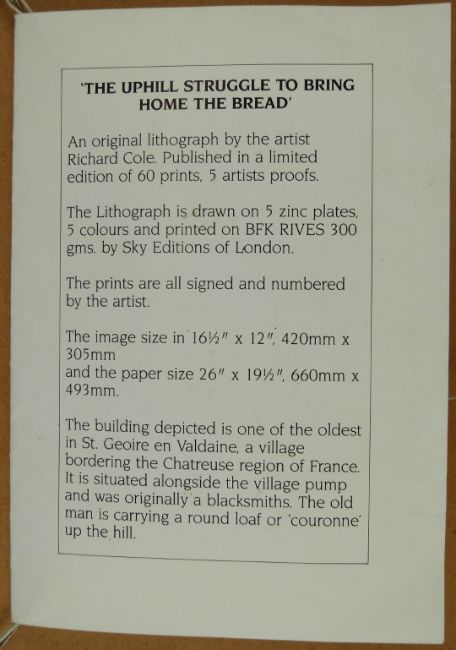 'THE UPHILL STRUGGLE TO BRING
HOME THE BREAD'
An original lithograph by the artist
Richard Cole. Published in a limited
edition of 60 prints, 5 artists proofs.
The Lithograph is drawn on 5 zinc plates,
5 colours and printed on BFK RIVES 300
gms. by Sky Editions of London.
The prints are all signed and numbered
by the artist.
The image size in 16½" x 12", 420mm x
305mm
and the paper size 26" x 19½", 660mm x
493mm.
The building depicted is one of the oldest
in St. Geoire en Valdaine, a village
bordering the Chatreuse region of France.
It is situated alongside the village pump
and was originally a blacksmiths. The old
man is carrying a round loaf or 'couronne'
up the hill.